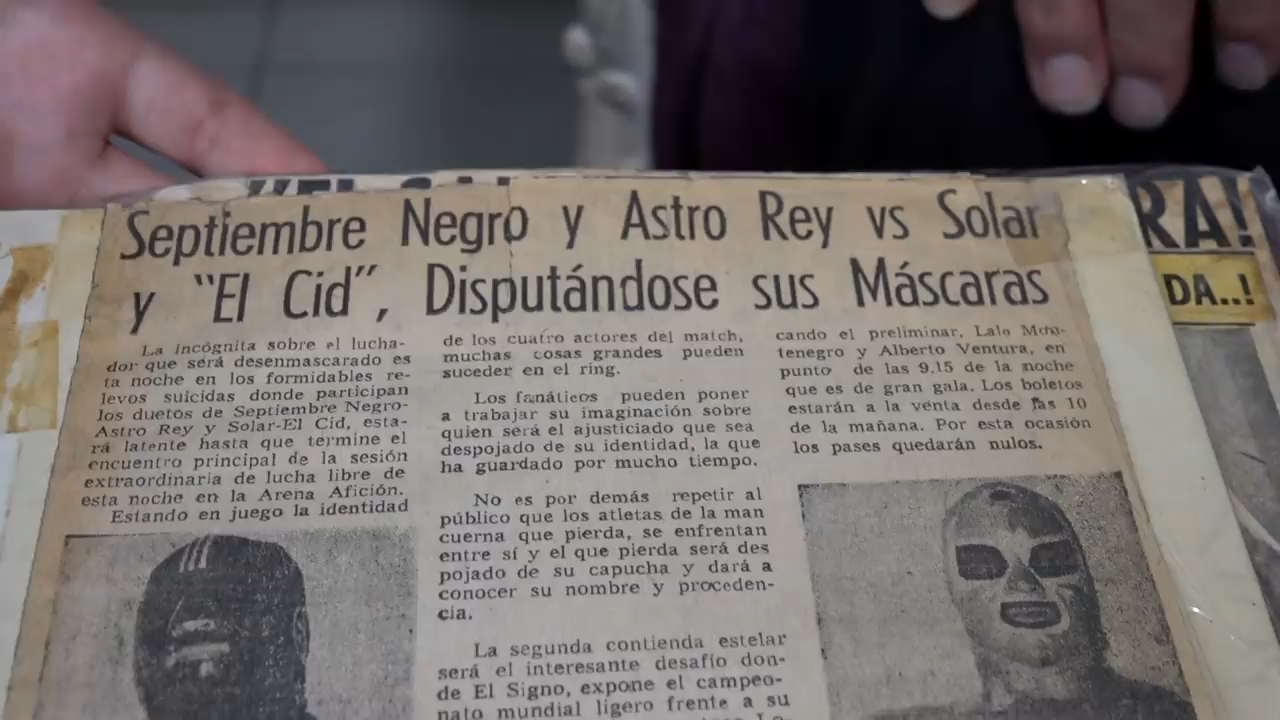 Septiembre Negro y Astro Rey vs Solar
y "El Cid", Disputándose sus Máscaras
La incógnita sobre el lucha-
dor que será desenmascarado es
ta noche en los formidables re-
levos suicidas donde participan
los duetos de Septiembre Negro-
Astro Rey y Solar-El Cid, esta-
rá latente hasta que termine el
encuentro principal de la sesión
extraordinaria de lucha libre de
esta noche en la Arena Afición.
Estando en juego la identidad
de los cuatro actores del match,
muchas cosas grandes pueden
suceder en el ring.
Los fanáticos pueden poner
a trabajar su imaginación sobre
quien será el ajusticiado que sea
despojado de su identidad, la que
ha guardado por mucho tiempo.
No es por demás repetir al
público que los atletas de la man
cuerna que pierda, se enfrentan
entre sí y el que pierda será des
pojado de su capucha y dará a
conocer su nombre y proceden-
cia.
La segunda contienda estelar
será el interesante desafío don-
de El Signo, expone el campeo-
nato mundial ligero frente a su
cando el preliminar, Lalo Mon-
tenegro y Alberto Ventura, en
punto de las 9.15 de la noche
que es de gran gala. Los boletos
estarán a la venta desde las 10
de la mañana. Por esta ocasión
los pases quedarán nulos.
RA!
DA..!